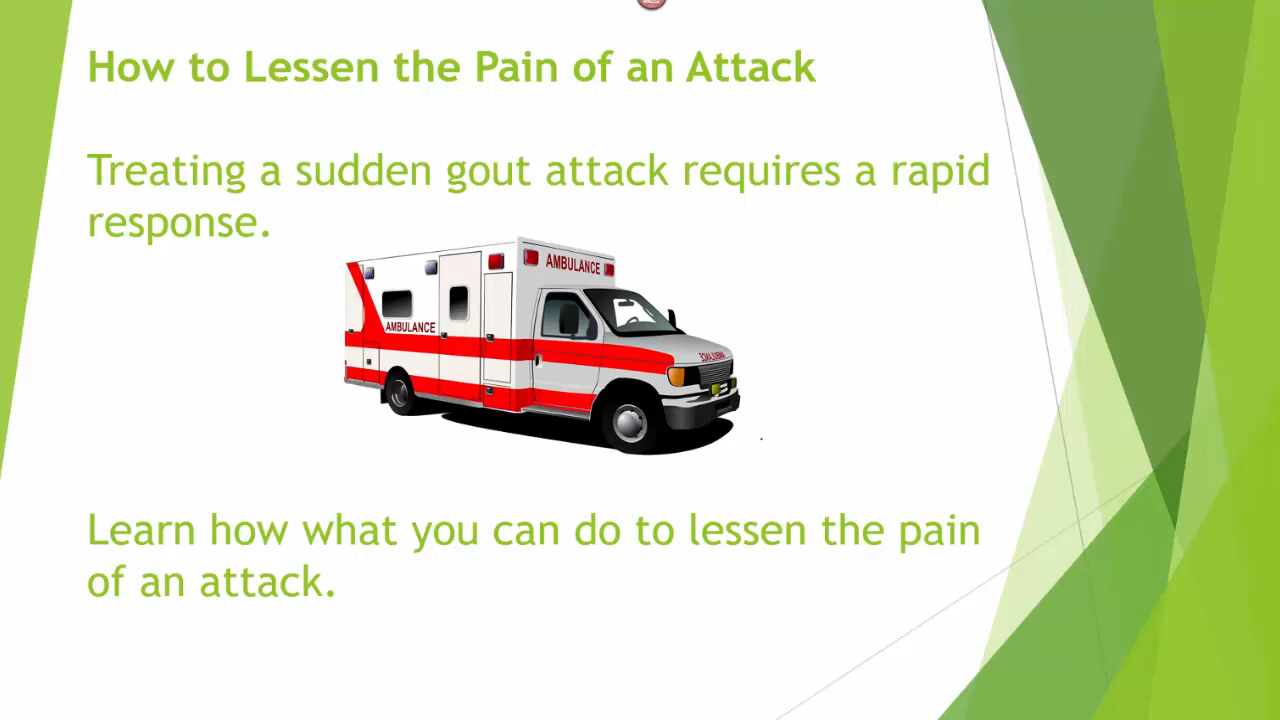 How to Lessen the Pain of an Attack
Treating a sudden gout attack requires a rapid
response.
AMBULANCE
AMBULANCE
AMBULANCE
Learn how what you can do to lessen the pain
of an attack.